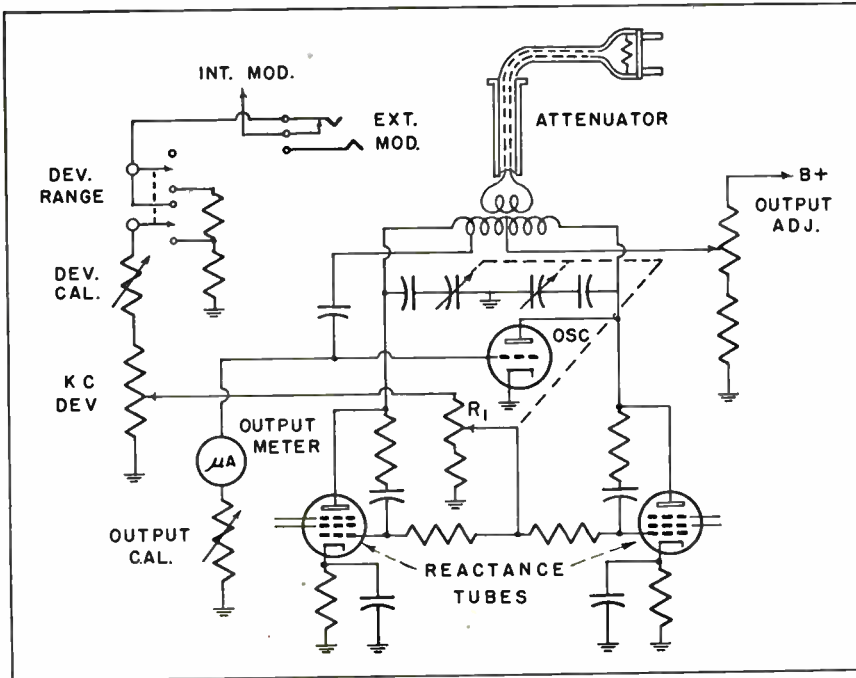 INT. MOD.
EXT.
MOD.
ATTENUATOR
B+
OUTPUT
ADJ.
DEV.
RANGE
DEV.
CAL.
OSC
K C
DEV
R1
OUTPUT
METER
μA
OUTPUT
CAL.
REACTANCE
TUBES